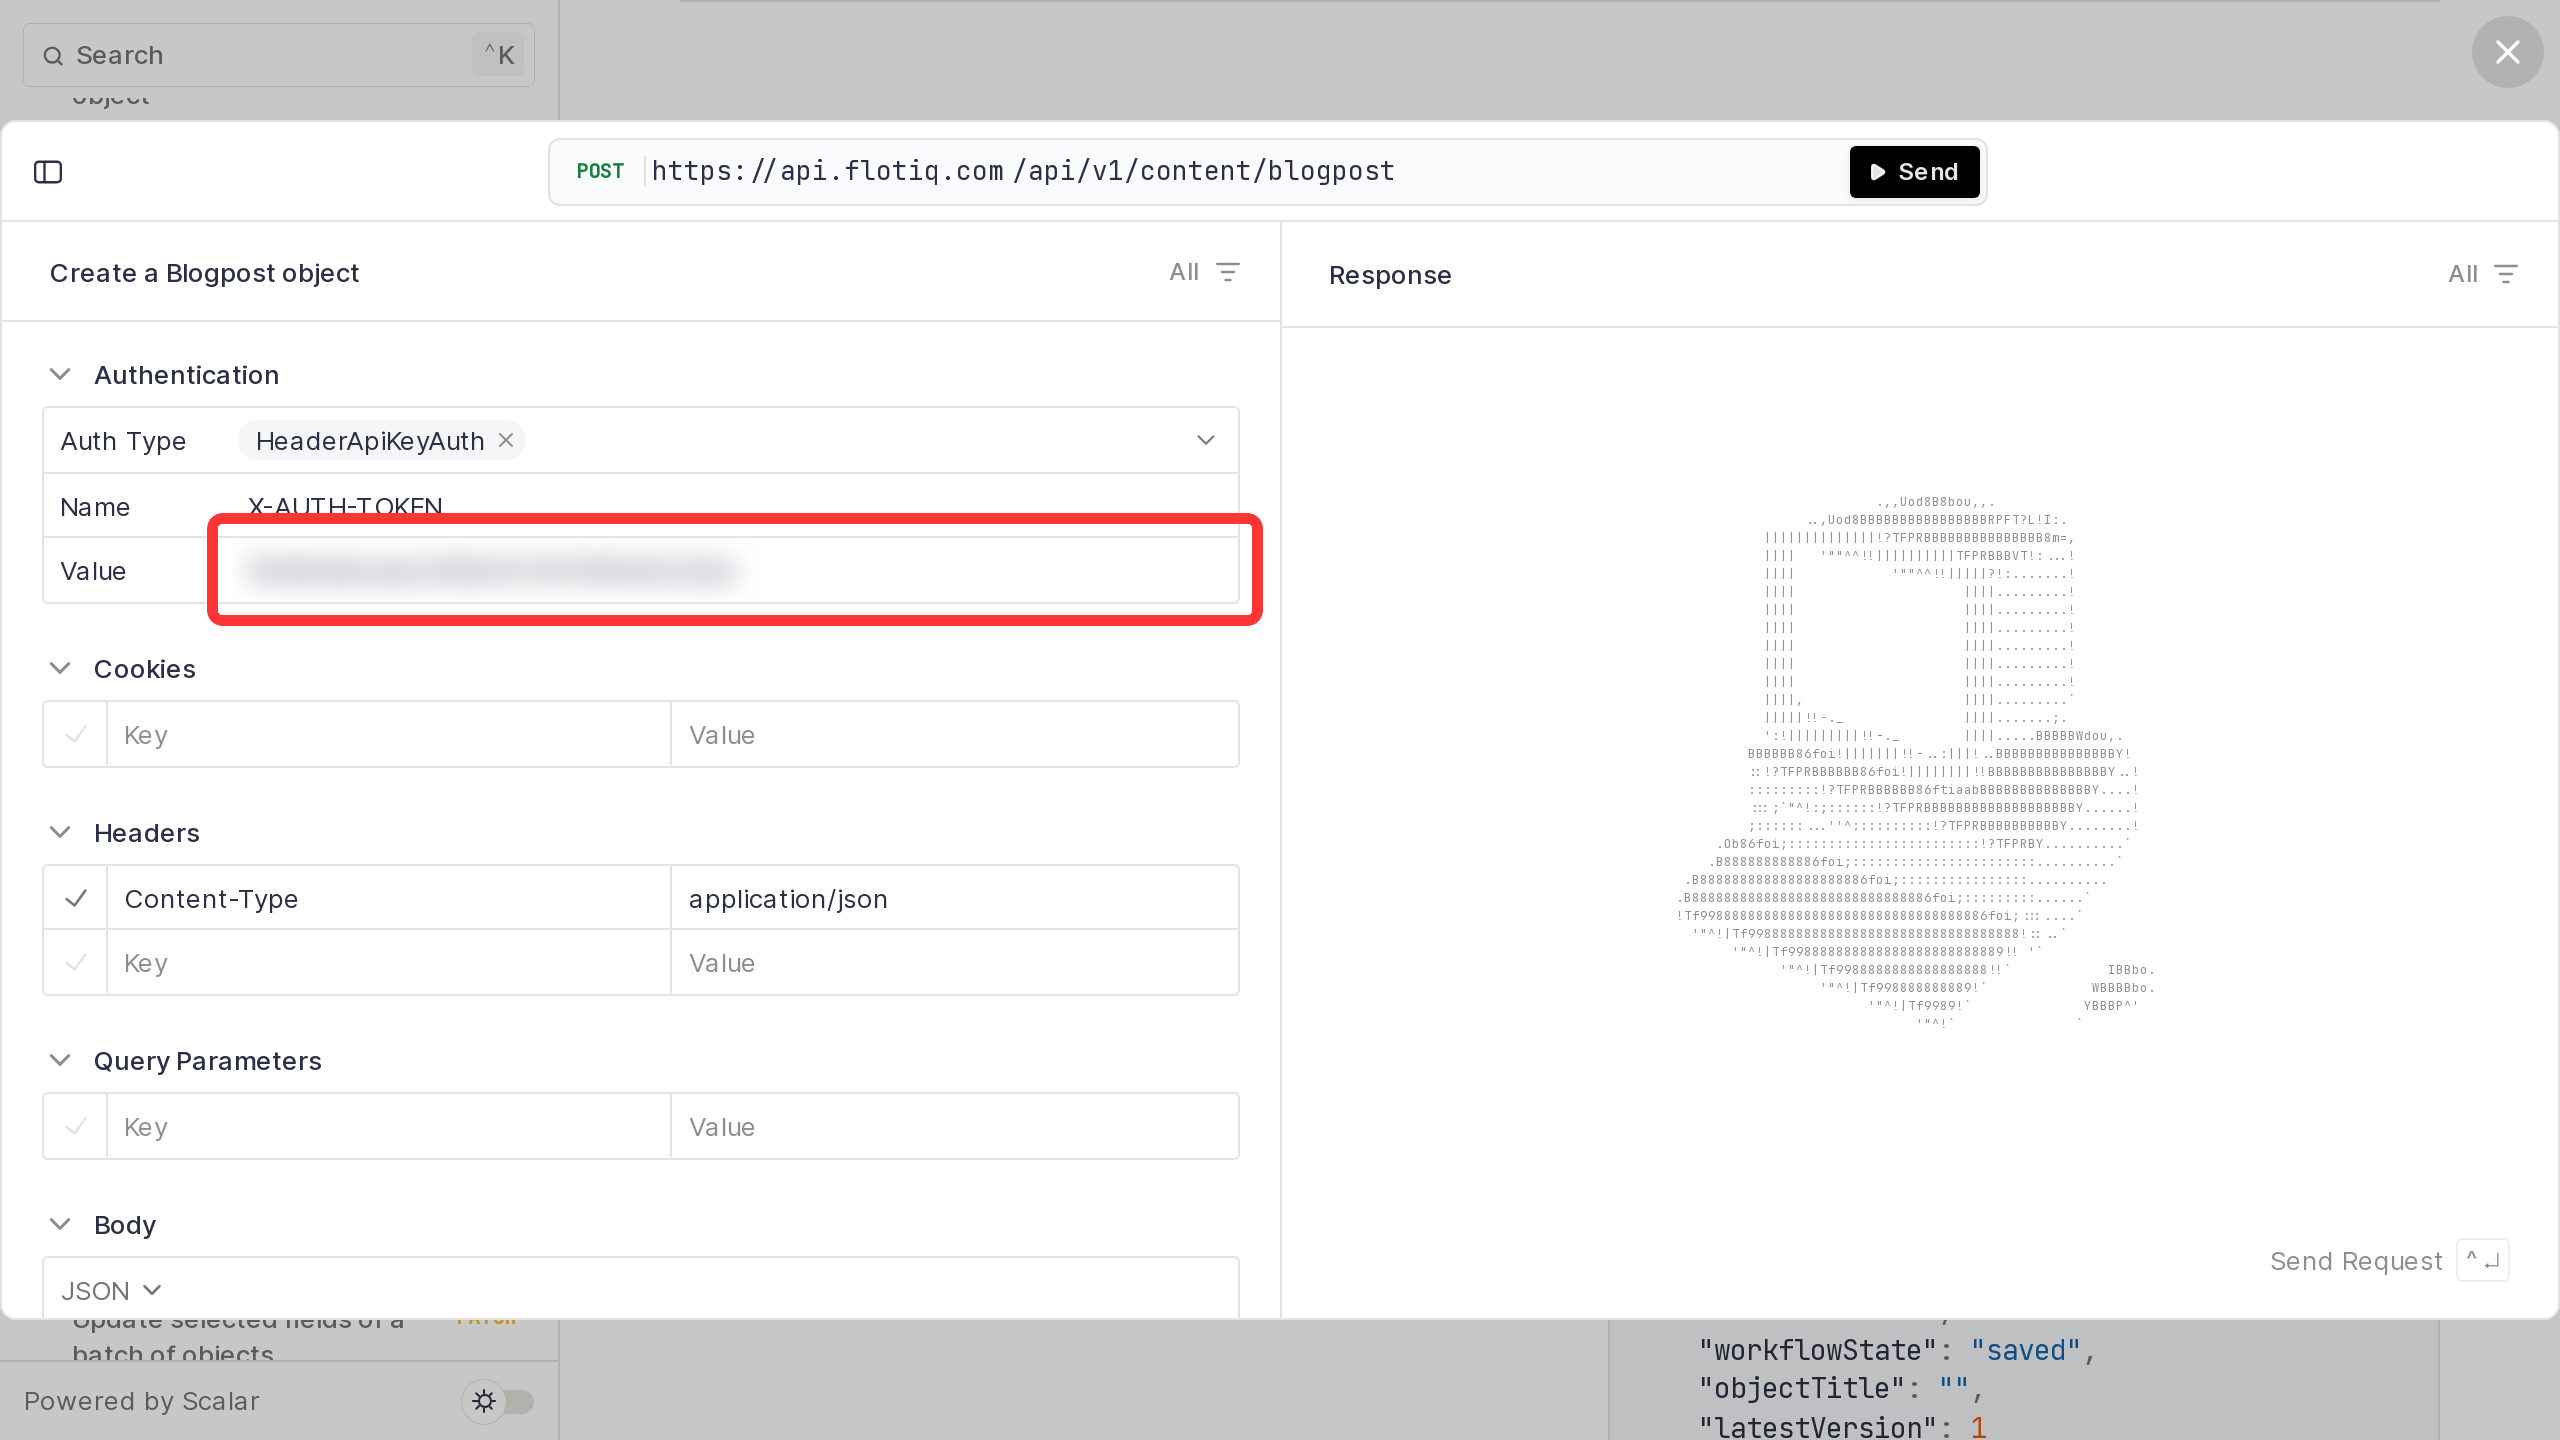 Search
^K
object
POST
https://api.flotiq.com /api/v1/content/blogpost
Send
Create a Blogpost object
All
Response
All
Authentication
Auth Type
HeaderApiKeyAuth
Name
X-AUTH-TOKEN
Value
Cookies
Key
Value
Headers
Content-Type
application/json
Key
Value
Query Parameters
Key
Value
Body
JSON
Send Request
Update selected fields of a
PATCH
batch of objects
Powered by Scalar
"workflowState": "saved",
"objectTitle": "",
"latestVersion": 1